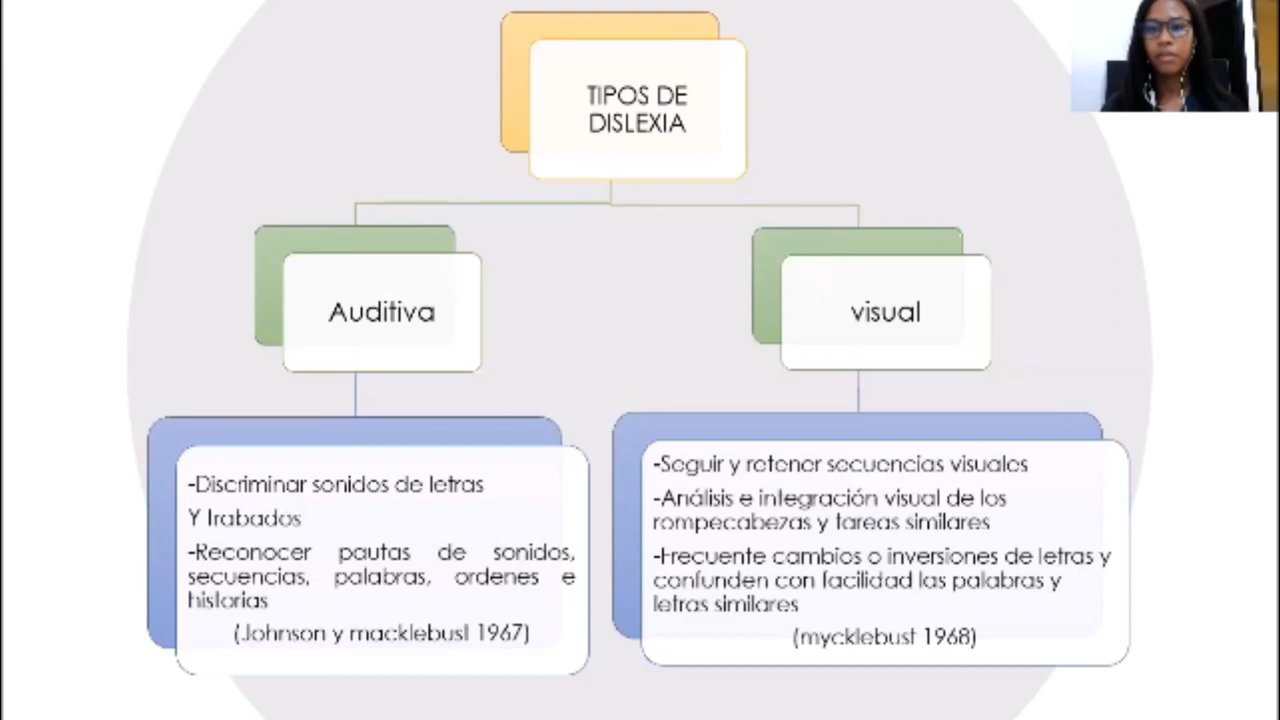 TIPOS DE
DISLEXIA
Auditiva
visual
-Discriminar sonidos de letras
Y trabados
-Reconocer pautas de sonidos,
secuencias, palabras, ordenes e
historias
(Johnson y macklebust 1967)
-Seguir y retener secuencias visuales
-Análisis e integración visual de los
rompecabezas y tareas similares
-Frecuente cambios o inversiones de letras y
confunden con facilidad las palabras y
letras similares
(mycklebust 1968)